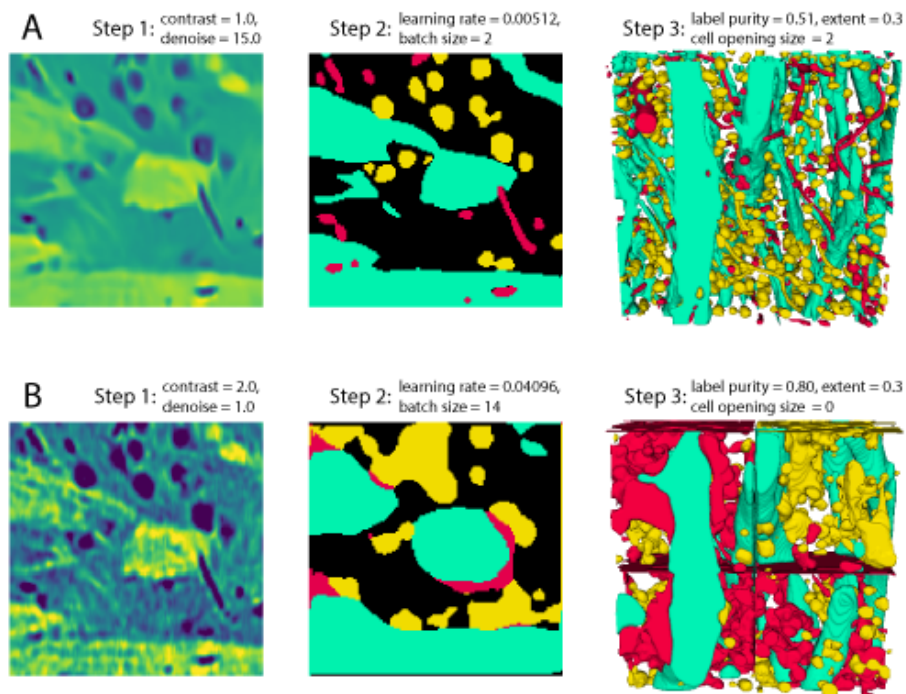 A
Step 1: contrast = 1.0,
denoise = 15.0
Step 2: learning rate = 0.00512,
batch size = 2
Step 3: label purity = 0.51, extent = 0.3
cell opening size = 2
B
Step 1: contrast = 2.0,
denoise = 1.0
Step 2: learning rate = 0.04096,
batch size = 14
Step 3: label purity = 0.80, extent = 0.3
cell opening size = 0